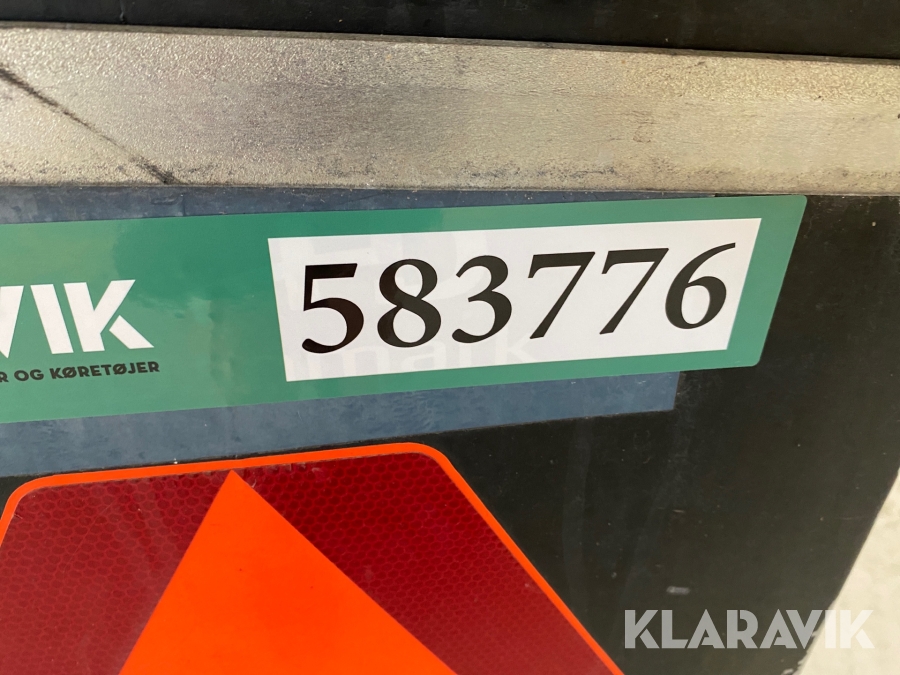 VIK
583776
R OG KØRETØJER
KLARAVIK